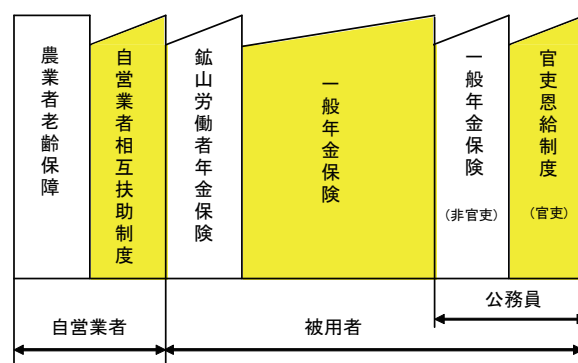 農業者老齢保障
自営業者相互扶助制度
鉱山労働者年金保険
一般年金保険
一般年金保険
(非官吏)
官吏恩給制度
(官吏)
公務員
自営業者
被用者